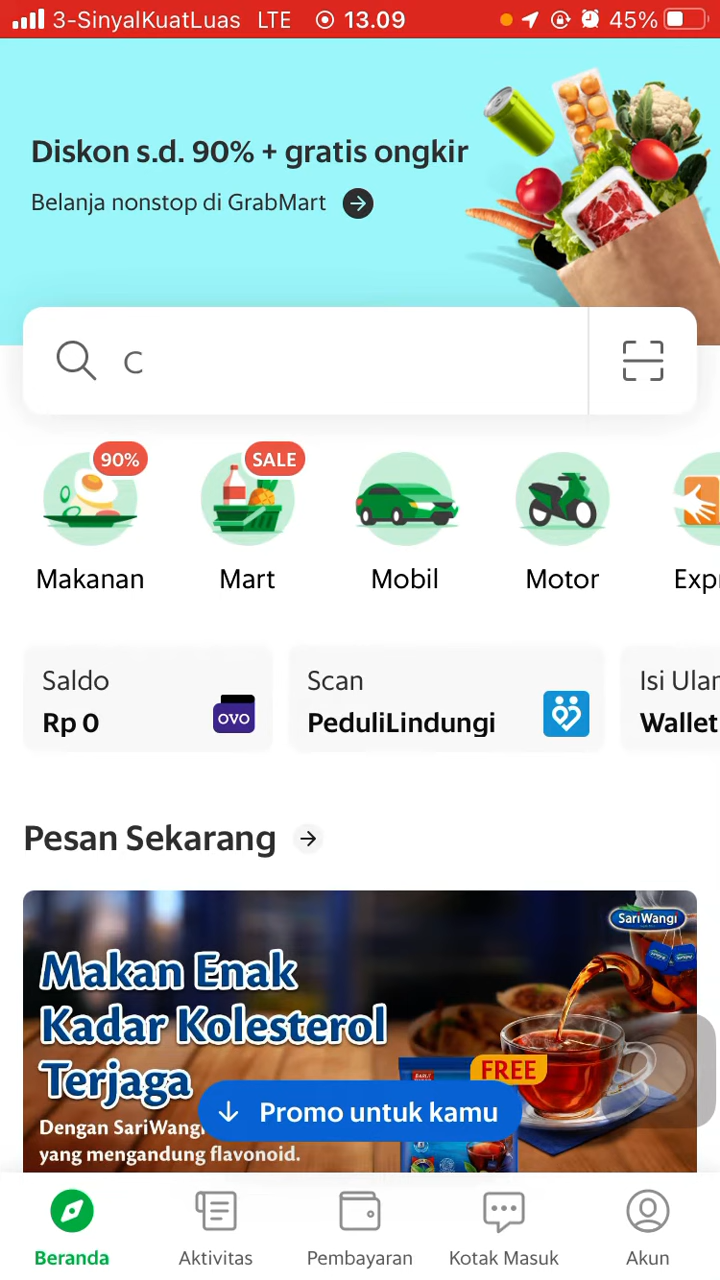 3-SinyalKuatLuas LTE 13.09 45%
Diskon s.d. 90% + gratis ongkir
Belanja nonstop di GrabMart
C
90%
SALE
Makanan
Mart
Mobil
Motor
Exp
Saldo
Rp 0
OVO
Scan
PeduliLindungi
Isi Ular
Wallet
Pesan Sekarang
SariWangi
Makan Enak
Kadar Kolesterol
Terjaga
FREE
Promo untuk kamu
Dengan SariWangi
yang mengandung flavonoid.
Beranda
Aktivitas
Pembayaran
Kotak Masuk
Akun